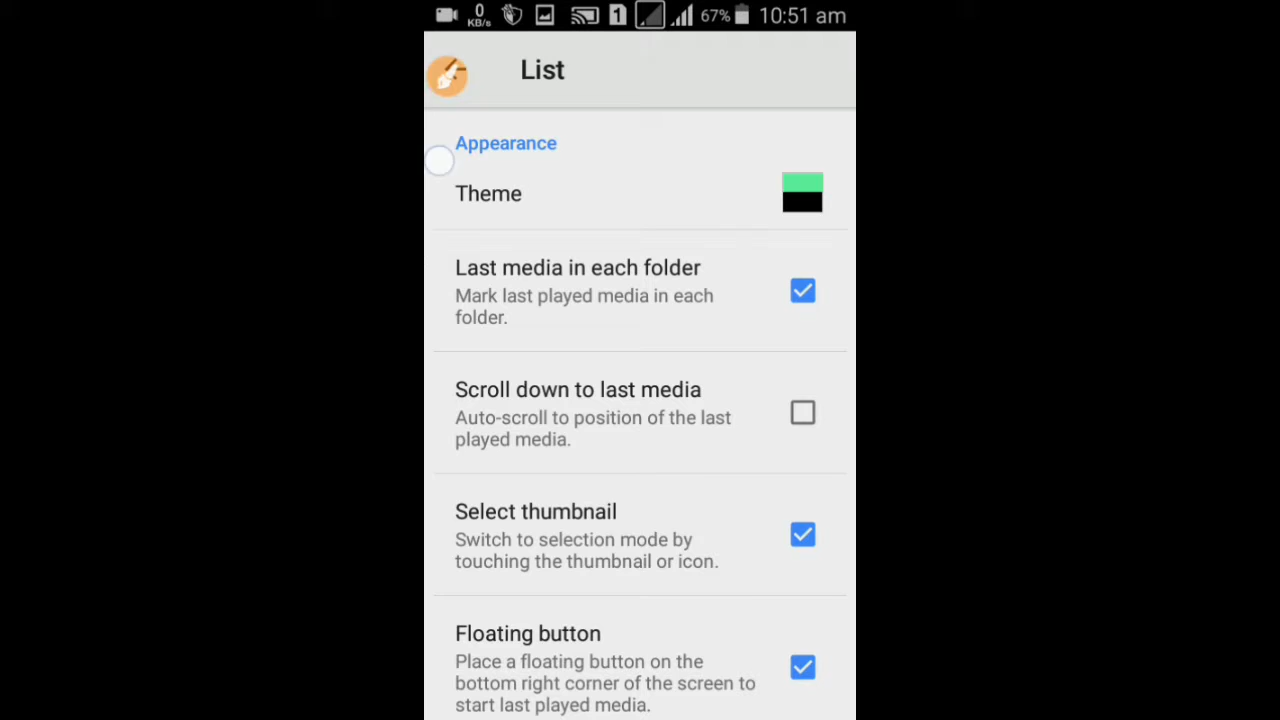 0 KB/s 1 67% 10:51 am
List
Appearance
Theme
Last media in each folder
Mark last played media in each
folder.
Scroll down to last media
Auto-scroll to position of the last
played media.
Select thumbnail
Switch to selection mode by
touching the thumbnail or icon.
Floating button
Place a floating button on the
bottom right corner of the screen to
start last played media.